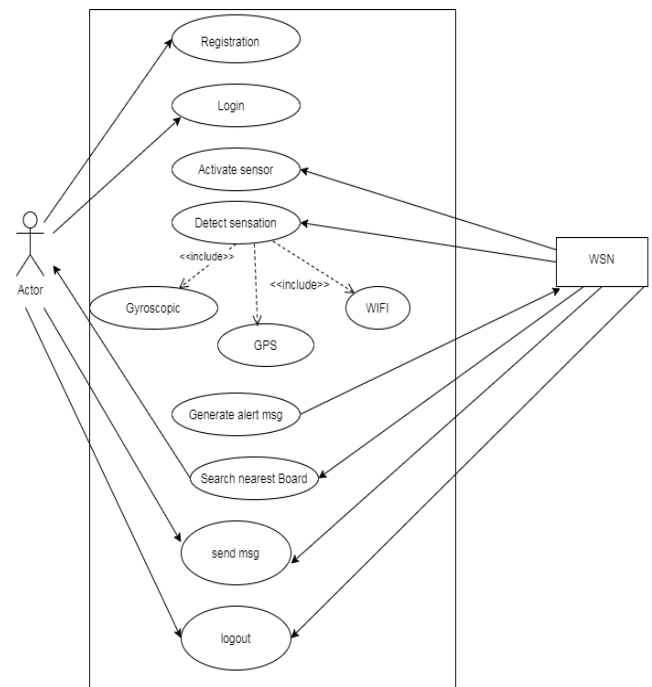 Registration
Login
Activate sensor
Detect sensation
<<include>>
<<include>>
Gyroscopic
WIFI
GPS
WSN
Actor
Generate alert msg
Search nearest Board
send msg
logout